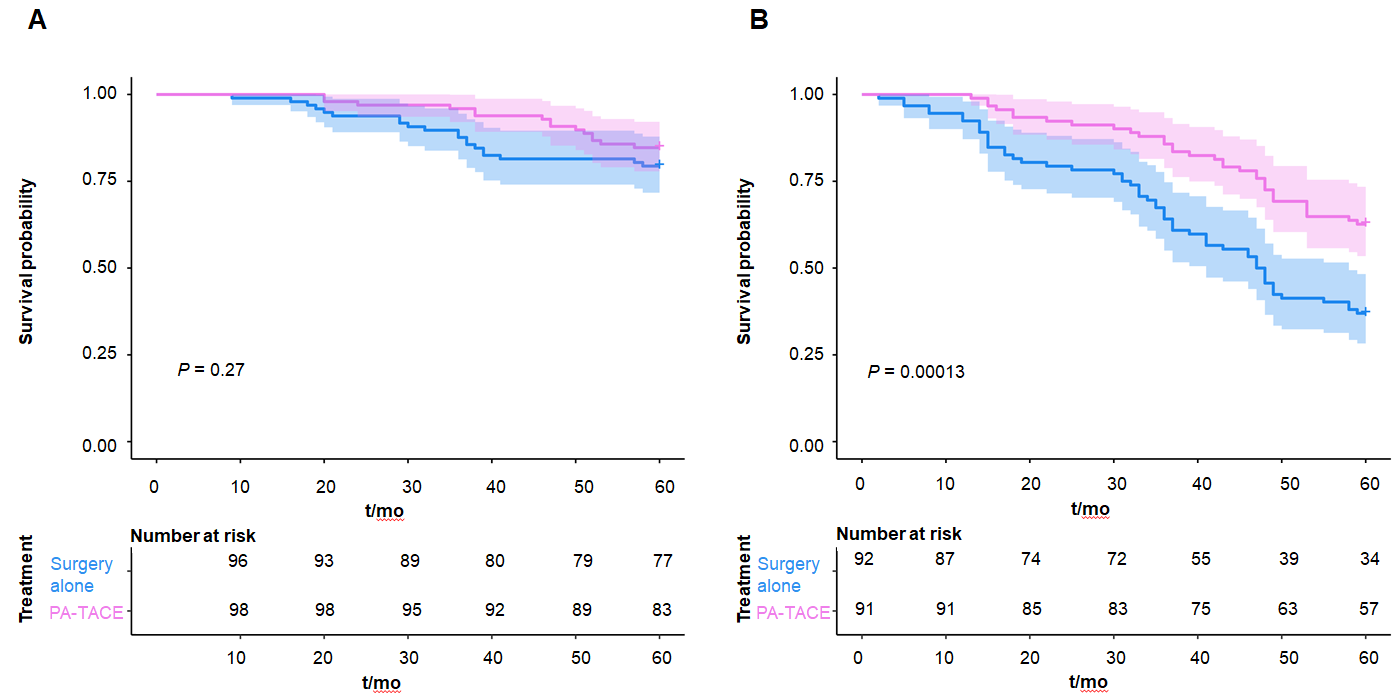 A
1.00
0.75
0.50
0.25
0.00
Survival probability
P = 0.27
0 10 20 30 40 50 60
t/mo
Number at risk
Treatment
Surgery
alone
96 93 89 80 79 77
PA-TACE
98 98 95 92 89 83
10 20 30 40 50 60
t/mo
B
1.00
0.75
0.50
0.25
0.00
Survival probability
P = 0.00013
0 10 20 30 40 50 60
t/mo
Number at risk
Treatment
Surgery
alone
92 87 74 72 55 39 34
PA-TACE
91 91 85 83 75 63 57
0 10 20 30 40 50 60
t/mo